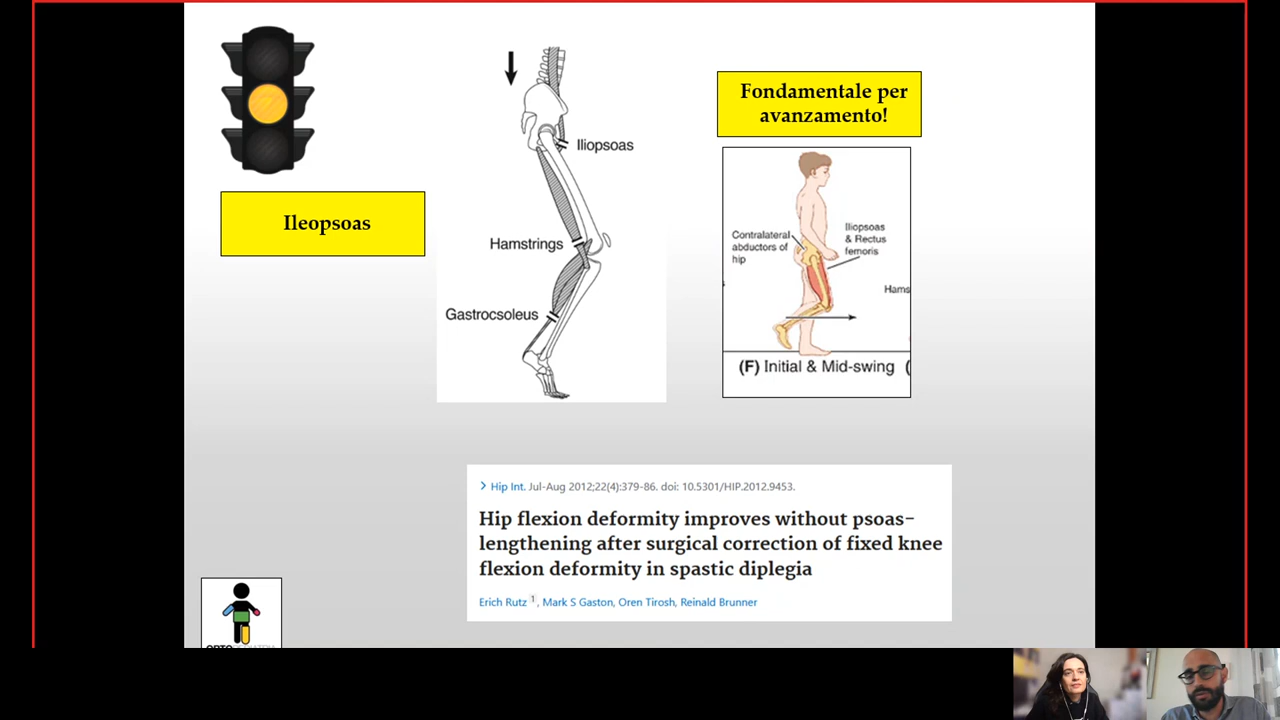 Ileopsoas
Iliopsoas
Hamstrings
Gastrocsoleus
Fondamentale per
avanzamento!
Contralateral
abductors of
hip
Iliopsoas
& Rectus
femoris
Hams
(F) Initial & Mid-swing (
> Hip Int. Jul-Aug 2012;22(4):379-86. doi: 10.5301/HIP.2012.9453.
Hip flexion deformity improves without psoas-
lengthening after surgical correction of fixed knee
flexion deformity in spastic diplegia
Erich Rutz 1, Mark S Gaston, Oren Tirosh, Reinald Brunner